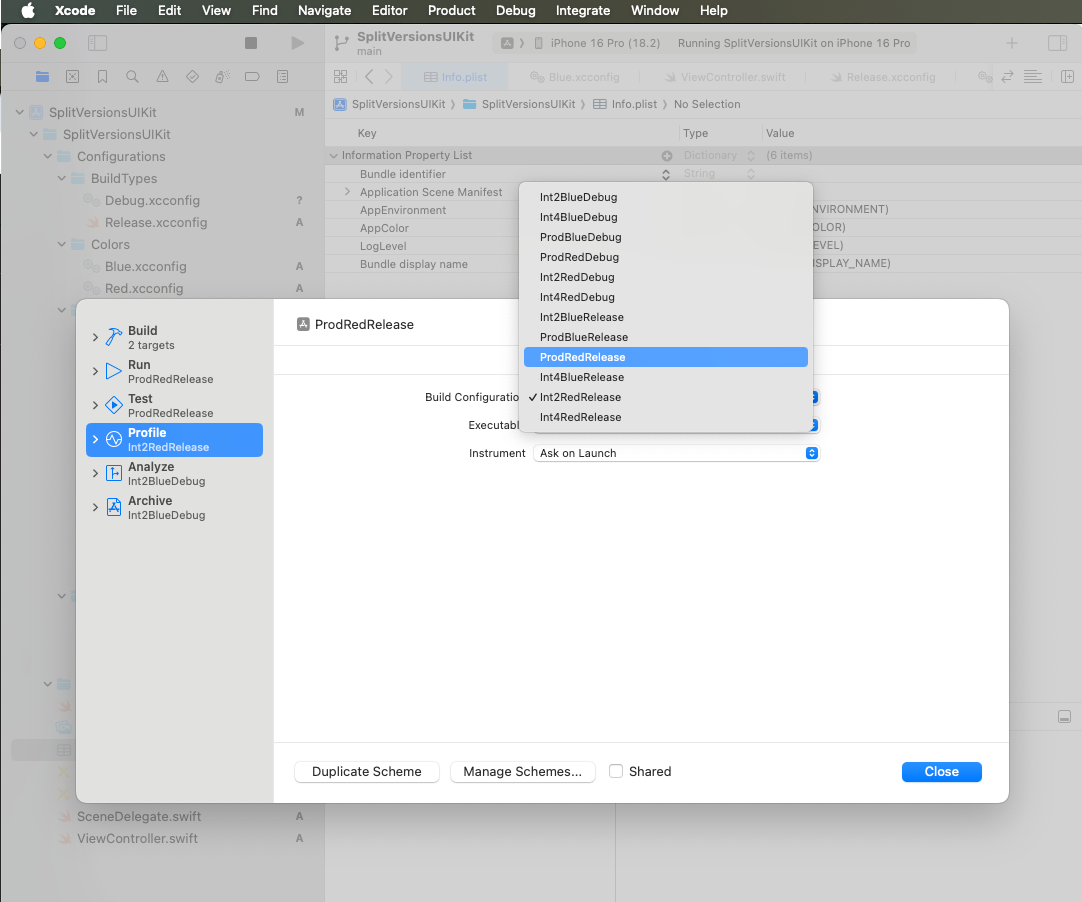 Xcode File Edit View Find Navigate Editor Product Debug Integrate Window Help
SplitVersionsUIKit
main
iPhone 16 Pro (18.2) Running SplitVersionsUIKit on iPhone 16 Pro
Info.plist Blue.xcconfig ViewController.swift Release.xcconfig
SplitVersionsUIKit SplitVersionsUIKit Info.plist No Selection
Key Type Value
Information Property List Dictionary (6 items)
Bundle identifier String
Application Scene Manifest
AppEnvironment NVIRONMENT)
AppColor OLOR)
LogLevel EVEL)
Bundle display name ISPLAY_NAME)
SplitVersionsUIKit M
SplitVersionsUIKit
Configurations
BuildTypes
Debug.xcconfig ?
Release.xcconfig A
Colors
Blue.xcconfig A
Red.xcconfig A
Build
2 targets
Run
ProdRedRelease
Test
ProdRedRelease
Profile
Int2RedRelease
Analyze
Int2BlueDebug
Archive
Int2BlueDebug
ProdRedRelease
Build Configuratio
Executabl
Instrument Ask on Launch
Int2BlueDebug
Int4BlueDebug
ProdBlueDebug
ProdRedDebug
Int2RedDebug
Int4RedDebug
Int2BlueRelease
ProdBlueRelease
ProdRedRelease
Int4BlueRelease
✓ Int2RedRelease
Int4RedRelease
Duplicate Scheme Manage Schemes... Shared Close
SceneDelegate.swift A
ViewController.swift A